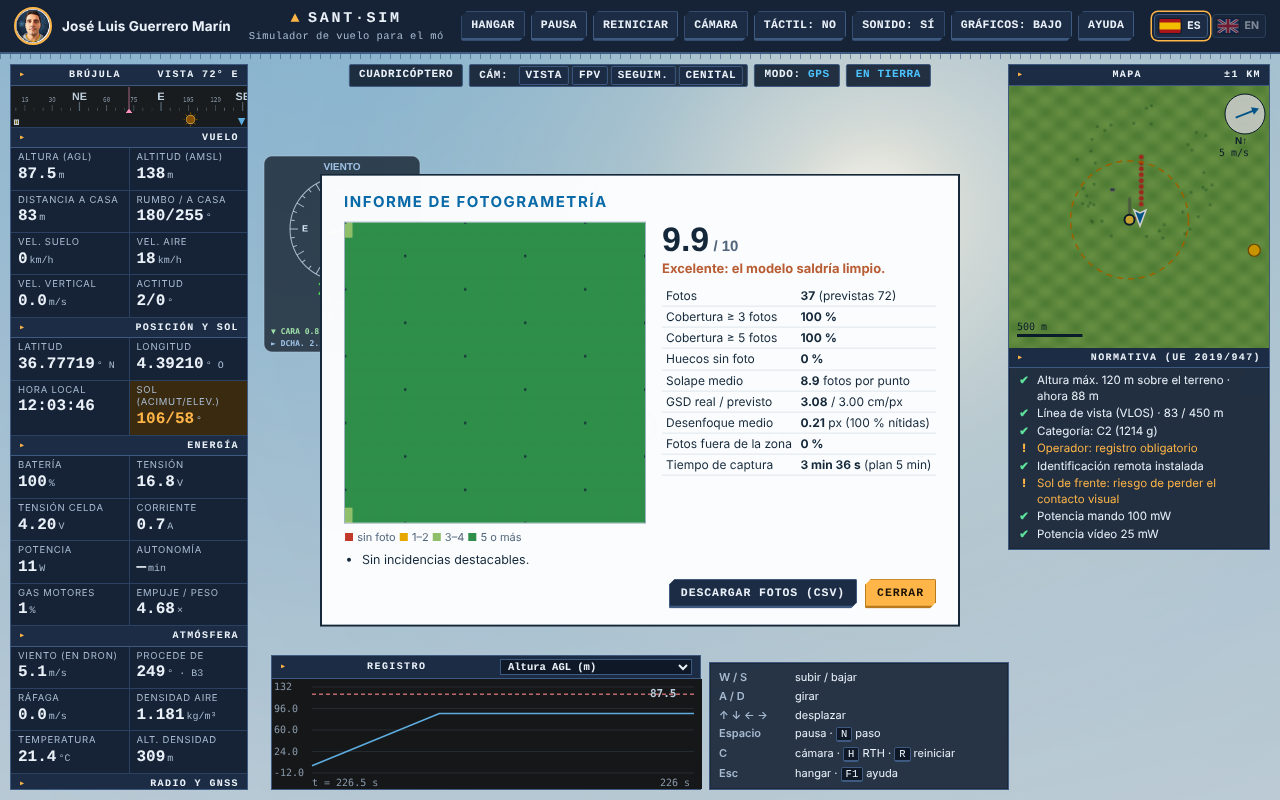 José Luis Guerrero Marín
▲ SANT·SIM
Simulador de vuelo para el mó
HANGAR
PAUSA
REINICIAR
CÁMARA
TÁCTIL: NO
SONIDO: SÍ
GRÁFICOS: BAJO
AYUDA
ES
EN
BRÚJULA VISTA 72° E
15 30 NE 60 75 E 105 120 SE
VUELO
ALTURA (AGL)
87.5 m
ALTITUD (AMSL)
138 m
DISTANCIA A CASA
83 m
RUMBO / A CASA
180/255 °
VEL. SUELO
0 km/h
VEL. AIRE
18 km/h
VEL. VERTICAL
0.0 m/s
ACTITUD
2/0 °
POSICIÓN Y SOL
LATITUD
36.77719 ° N
LONGITUD
4.39210 ° O
HORA LOCAL
12:03:46
SOL (ACIMUT/ELEV.)
106/58 °
ENERGÍA
BATERÍA
100 %
TENSIÓN
16.8 V
TENSIÓN CELDA
4.20 V
CORRIENTE
0.7 A
POTENCIA
11 W
AUTONOMÍA
— min
GAS MOTORES
1 %
EMPUJE / PESO
4.68 ×
ATMÓSFERA
VIENTO (EN DRON)
5.1 m/s
PROCEDE DE
249 ° · B3
RÁFAGA
0.0 m/s
DENSIDAD AIRE
1.181 kg/m³
TEMPERATURA
21.4 °C
ALT. DENSIDAD
309 m
RADIO Y GNSS
CUADRICÓPTERO
CÁM: VISTA FPV SEGUIM. CENITAL
MODO: GPS
EN TIERRA
VIENTO
E
▼ CARA 0.8
► DCHA. 2.
INFORME DE FOTOGRAMETRÍA
9.9 / 10
Excelente: el modelo saldría limpio.
Fotos 37 (previstas 72)
Cobertura ≥ 3 fotos 100 %
Cobertura ≥ 5 fotos 100 %
Huecos sin foto 0 %
Solape medio 8.9 fotos por punto
GSD real / previsto 3.08 / 3.00 cm/px
Desenfoque medio 0.21 px (100 % nítidas)
Fotos fuera de la zona 0 %
Tiempo de captura 3 min 36 s (plan 5 min)
sin foto 1–2 3–4 5 o más
• Sin incidencias destacables.
DESCARGAR FOTOS (CSV)
CERRAR
REGISTRO
Altura AGL (m)
132
96.0
60.0
24.0
-12.0
87.5
t = 226.5 s
226 s
W / S subir / bajar
A / D girar
↑ ↓ ← → desplazar
Espacio pausa · N paso
C cámara · H RTH · R reiniciar
Esc hangar · F1 ayuda
MAPA ±1 KM
N↑
5 m/s
500 m
NORMATIVA (UE 2019/947)
✔ Altura máx. 120 m sobre el terreno ·
ahora 88 m
✔ Línea de vista (VLOS) · 83 / 450 m
✔ Categoría: C2 (1214 g)
! Operador: registro obligatorio
✔ Identificación remota instalada
! Sol de frente: riesgo de perder el
contacto visual
✔ Potencia mando 100 mW
✔ Potencia vídeo 25 mW